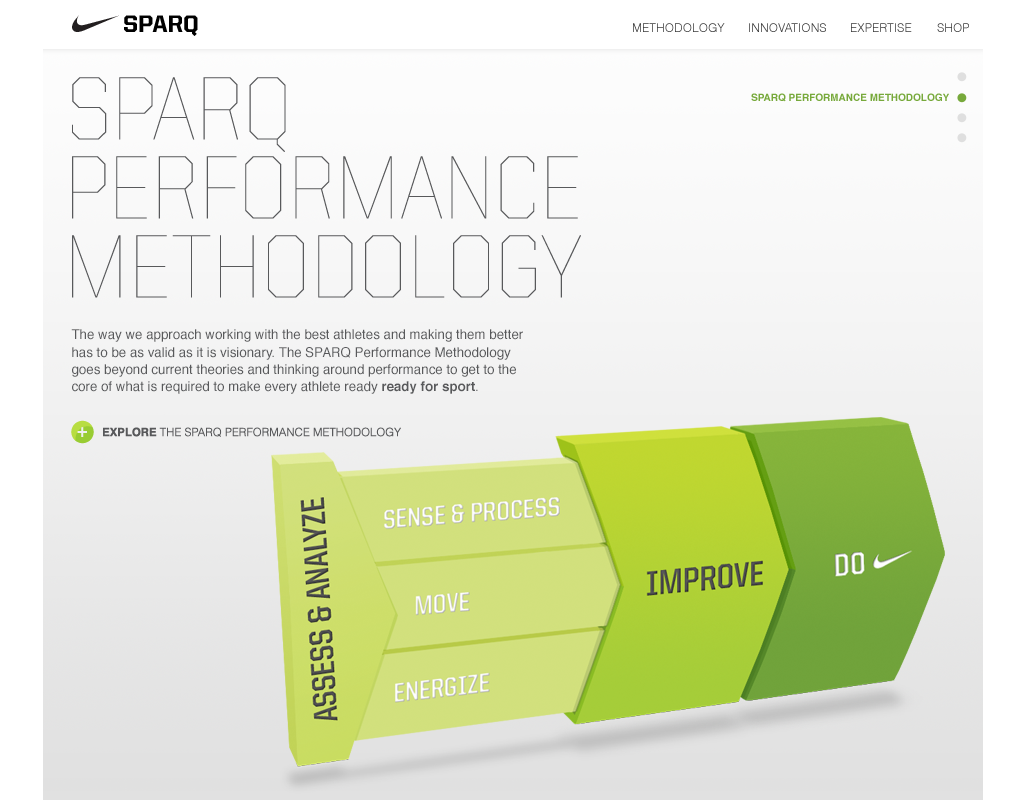 SPARQ
METHODOLOGY INNOVATIONS EXPERTISE SHOP
SPARQ PERFORMANCE METHODOLOGY
SPARQ
PERFORMANCE
METHODOLOGY
The way we approach working with the best athletes and making them better
has to be as valid as it is visionary. The SPARQ Performance Methodology
goes beyond current theories and thinking around performance to get to the
core of what is required to make every athlete ready ready for sport.
EXPLORE THE SPARQ PERFORMANCE METHODOLOGY
ASSESS & ANALYZE
SENSE & PROCESS
MOVE
ENERGIZE
IMPROVE
DO